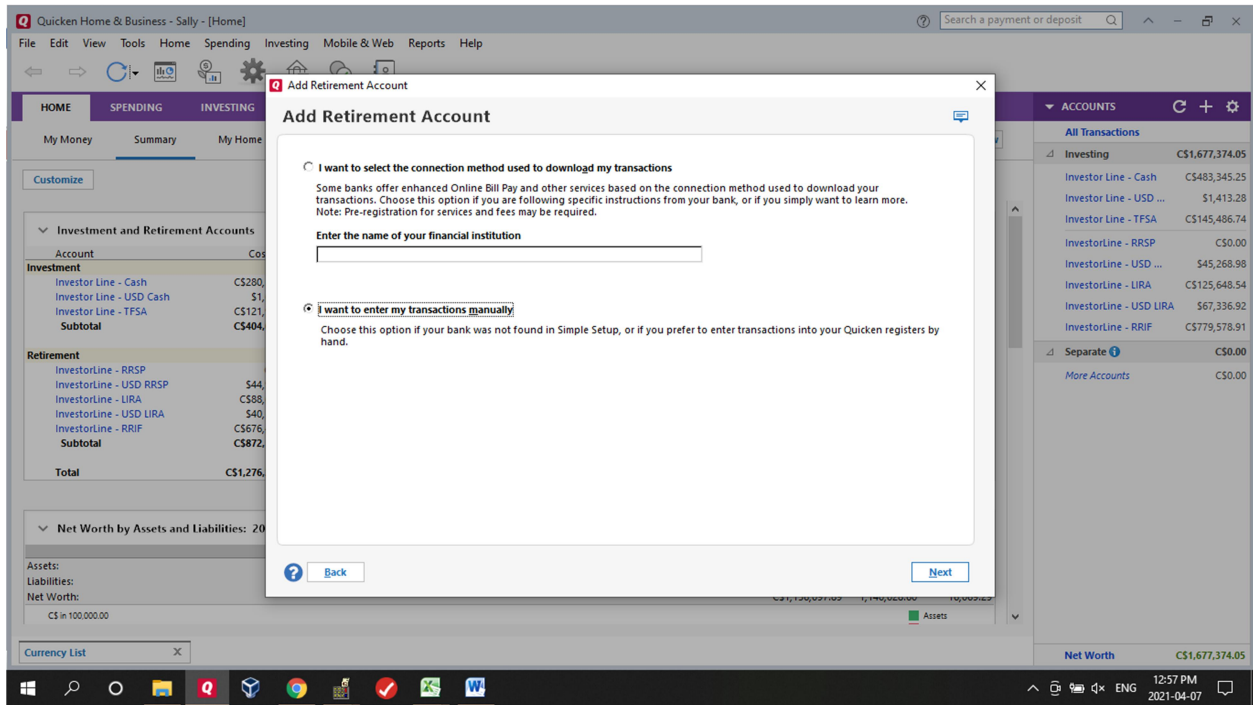 Quicken Home & Business - Sally - [Home]
Search a payment or deposit
File Edit View Tools Home Spending Investing Mobile & Web Reports Help
HOME SPENDING INVESTING
My Money Summary My Home
Customize
Investment and Retirement Accounts
Account Cos
Investment
Investor Line - Cash C$280,
Investor Line - USD Cash $1,
Investor Line - TFSA C$121,
Subtotal C$404,
Retirement
InvestorLine - RRSP
InvestorLine - USD RRSP $44,
InvestorLine - LIRA C$88,
InvestorLine - USD LIRA $40,
InvestorLine - RRIF C$676,
Subtotal C$872,
Total C$1,276,
Net Worth by Assets and Liabilities: 20
Assets:
Liabilities:
Net Worth:
C$ in 100,000.00
Assets
Currency List X
Add Retirement Account
Add Retirement Account
I want to select the connection method used to download my transactions
Some banks offer enhanced Online Bill Pay and other services based on the connection method used to download your
transactions. Choose this option if you are following specific instructions from your bank, or if you simply want to learn more.
Note: Pre-registration for services and fees may be required.
Enter the name of your financial institution
I want to enter my transactions manually
Choose this option if your bank was not found in Simple Setup, or if you prefer to enter transactions into your Quicken registers by
hand.
Back Next
ACCOUNTS
All Transactions
Investing C$1,677,374.05
Investor Line - Cash C$483,345.25
Investor Line - USD ... $1,413.28
Investor Line - TFSA C$145,486.74
InvestorLine - RRSP C$0.00
InvestorLine - USD ... $45,268.98
InvestorLine - LIRA C$125,648.54
InvestorLine - USD LIRA $67,336.92
InvestorLine - RRIF C$779,578.91
Separate C$0.00
More Accounts C$0.00
Net Worth C$1,677,374.05
ENG
12:57 PM
2021-04-07